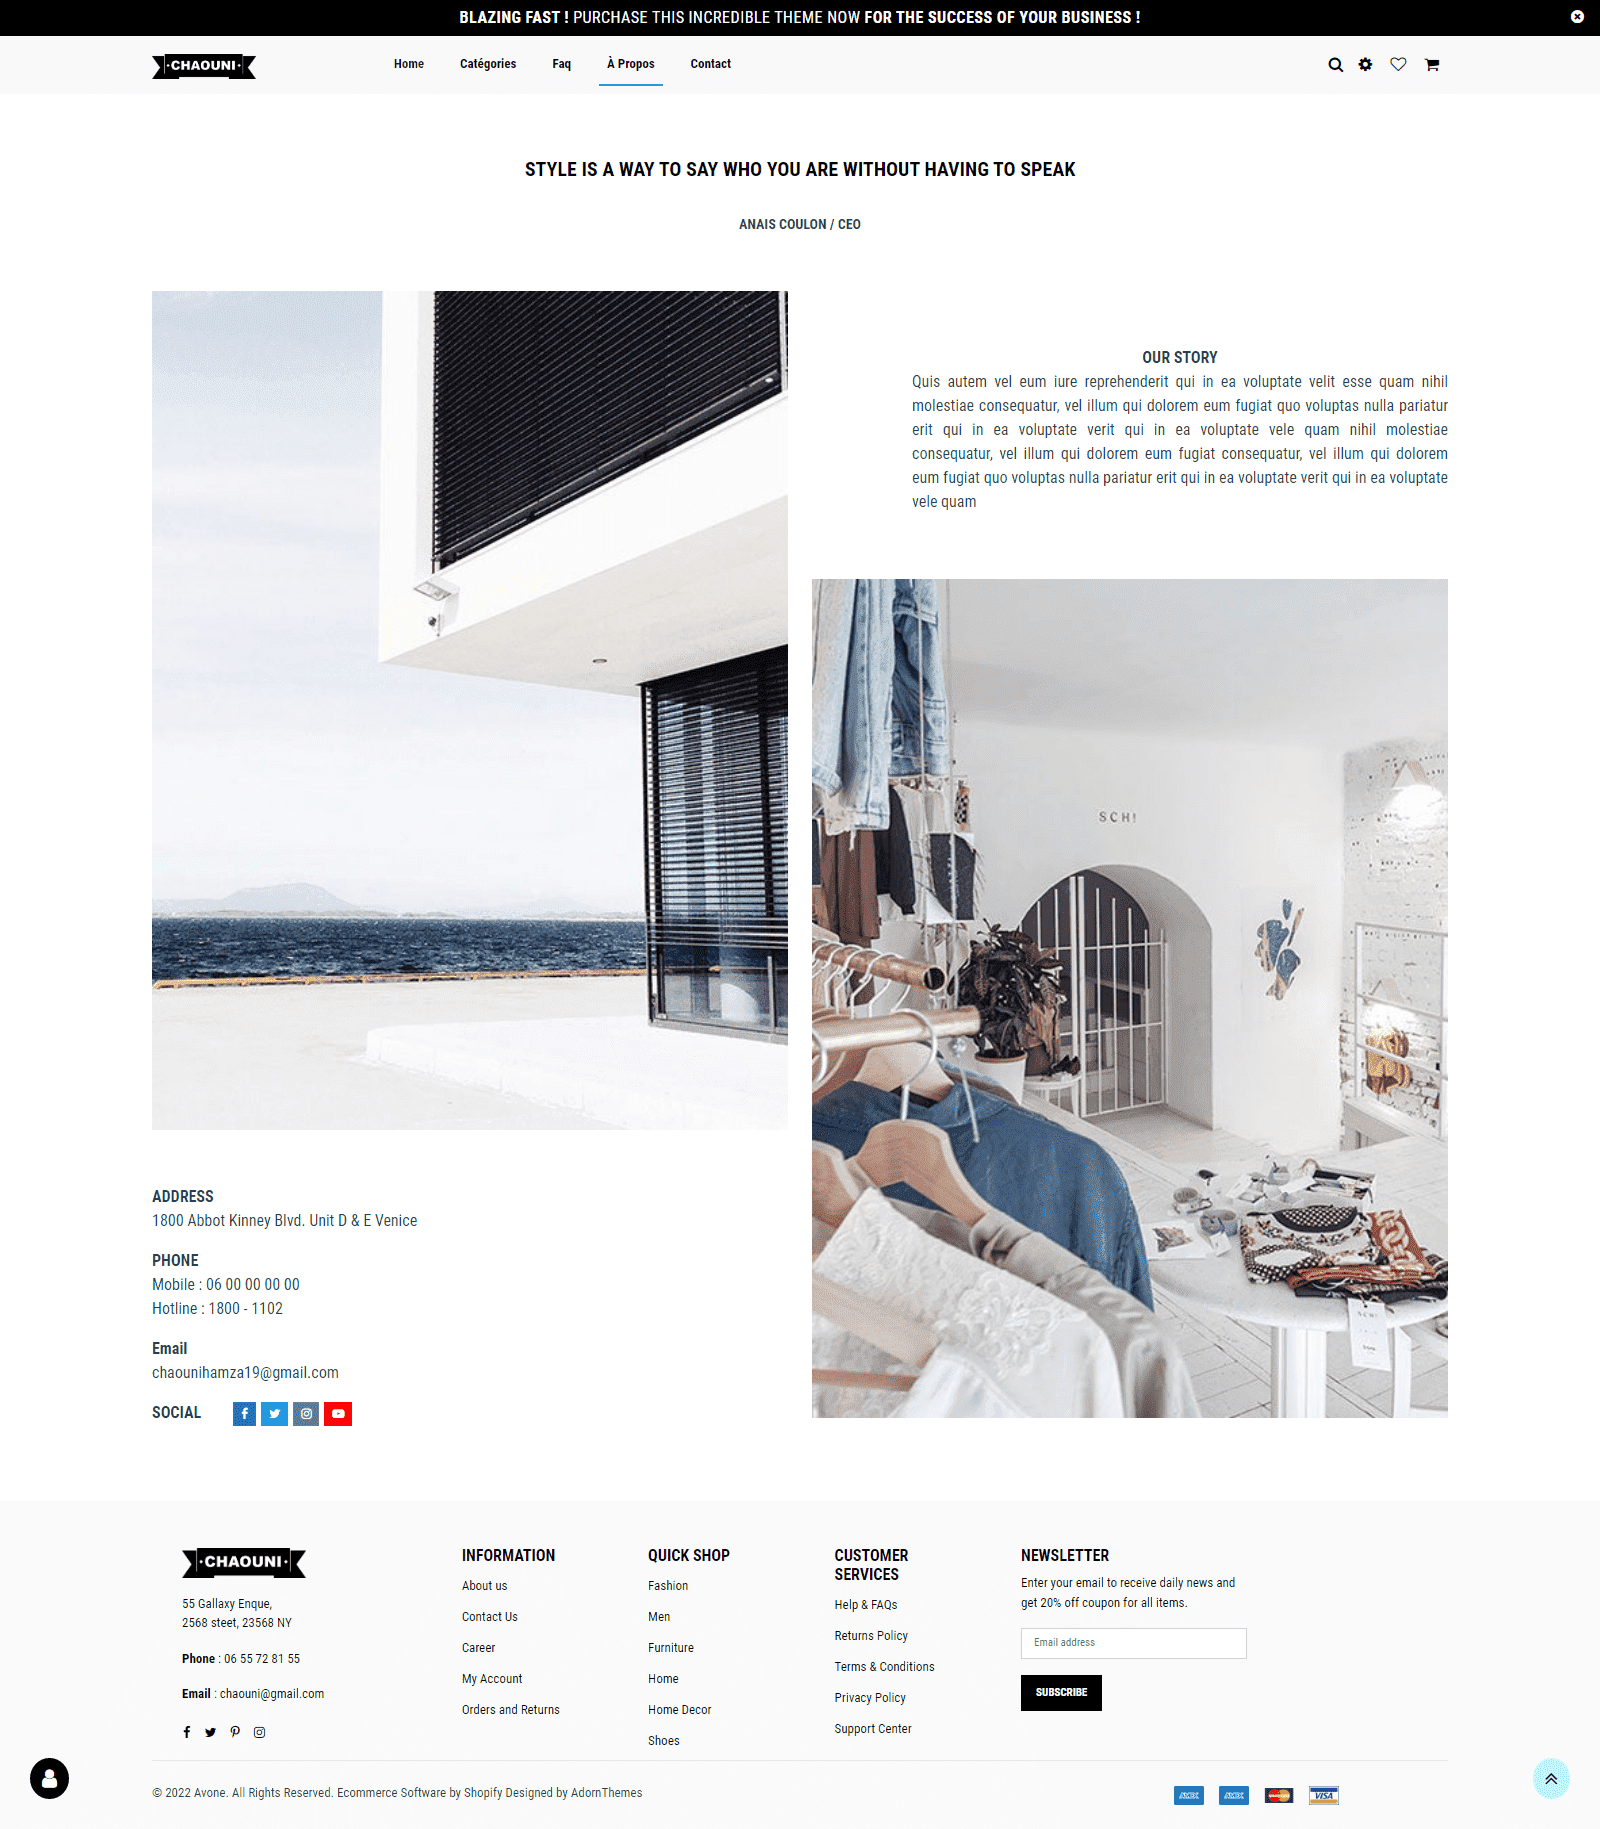 BLAZING FAST ! PURCHASE THIS INCREDIBLE THEME NOW FOR THE SUCCESS OF YOUR BUSINESS !
CHAOUNI
Home Catégories Faq À Propos Contact
STYLE IS A WAY TO SAY WHO YOU ARE WITHOUT HAVING TO SPEAK
ANAIS COULON / CEO
OUR STORY
Quis autem vel eum iure reprehenderit qui in ea voluptate velit esse quam nihil
molestiae consequatur, vel illum qui dolorem eum fugiat quo voluptas nulla pariatur
erit qui in ea voluptate verit qui in ea voluptate vele quam nihil molestiae
consequatur, vel illum qui dolorem eum fugiat consequatur, vel illum qui dolorem
eum fugiat quo voluptas nulla pariatur erit qui in ea voluptate verit qui in ea voluptate
vele quam
SCH!
SCH!
ADDRESS
1800 Abbot Kinney Blvd. Unit D & E Venice
PHONE
Mobile : 06 00 00 00 00
Hotline : 1800 - 1102
Email
chaounihamza19@gmail.com
SOCIAL
CHAOUNI
55 Gallaxy Enque,
2568 steet, 23568 NY
Phone : 06 55 72 81 55
Email : chaouni@gmail.com
INFORMATION
About us
Contact Us
Career
My Account
Orders and Returns
QUICK SHOP
Fashion
Men
Furniture
Home
Home Decor
Shoes
CUSTOMER
SERVICES
Help & FAQs
Returns Policy
Terms & Conditions
Privacy Policy
Support Center
NEWSLETTER
Enter your email to receive daily news and
get 20% off coupon for all items.
Email address
SUBSCRIBE
© 2022 Avone. All Rights Reserved. Ecommerce Software by Shopify Designed by AdornThemes
AMEX AMEX MasterCard VISA